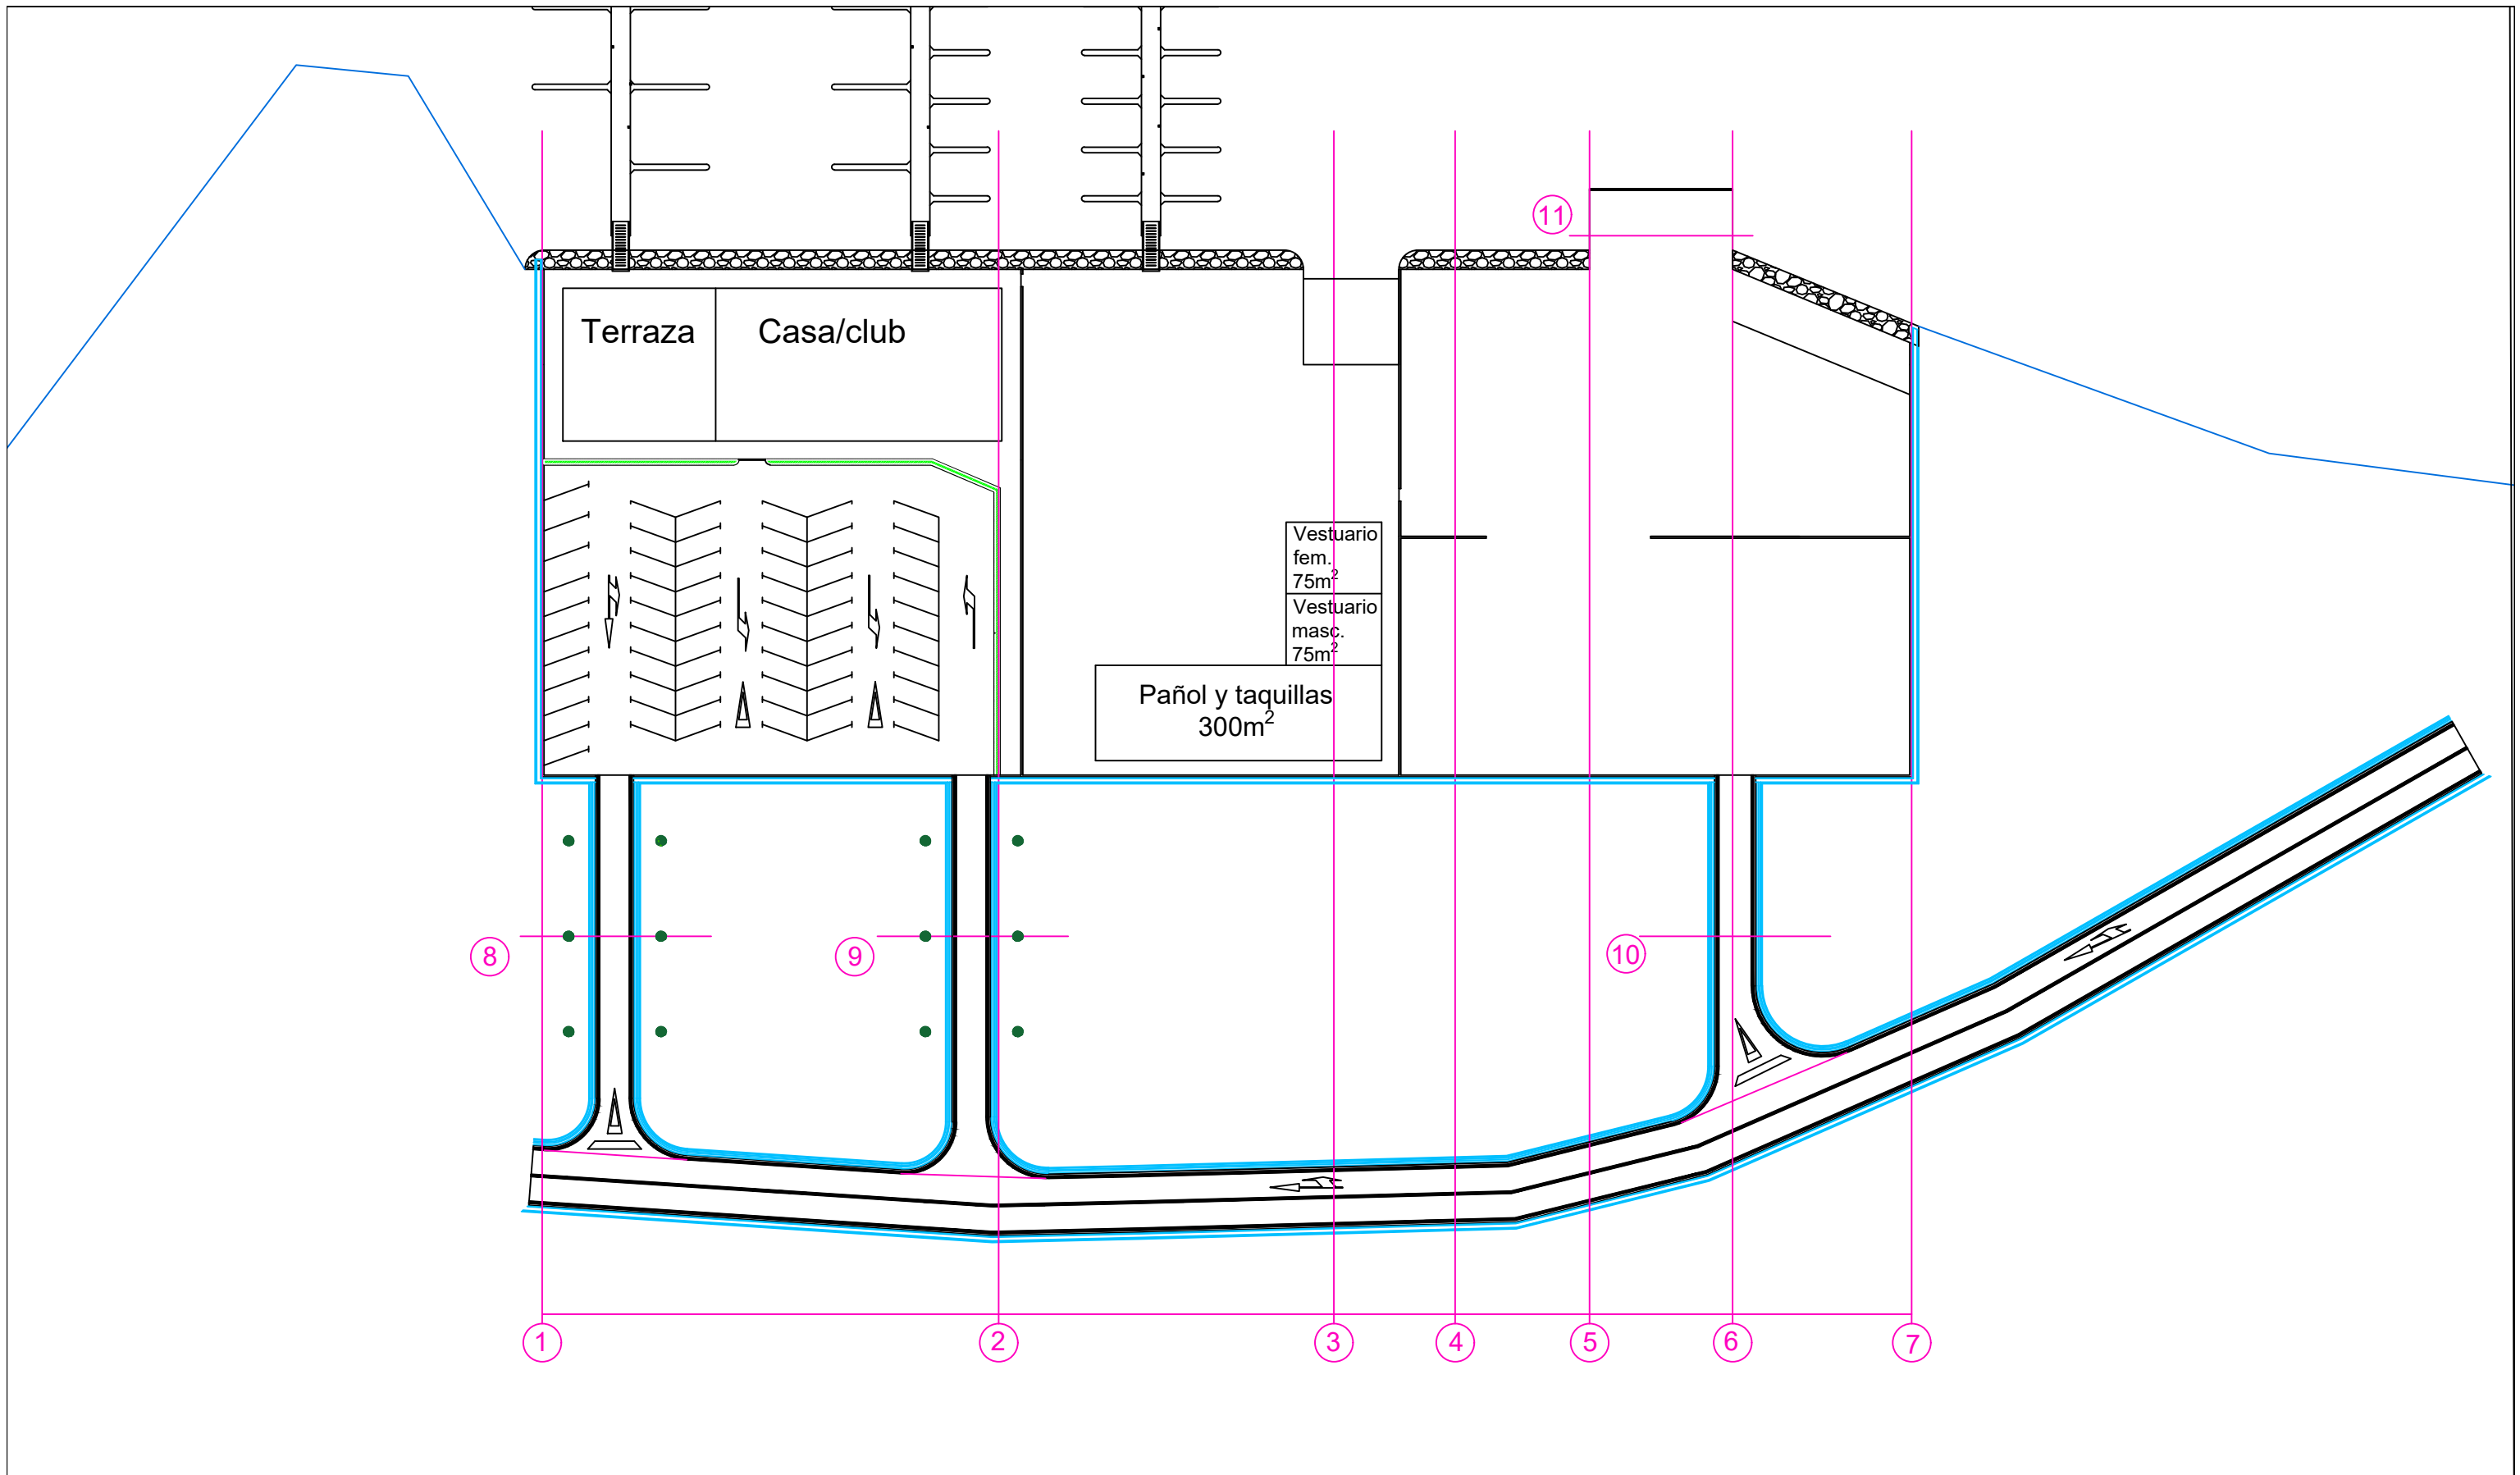 11
Terraza
Casa/club
Vestuario
fem.
75m²
Vestuario
masc.
75m²
Pañol y taquillas
300m²
8
9
10
1
2
3
4
5
6
7